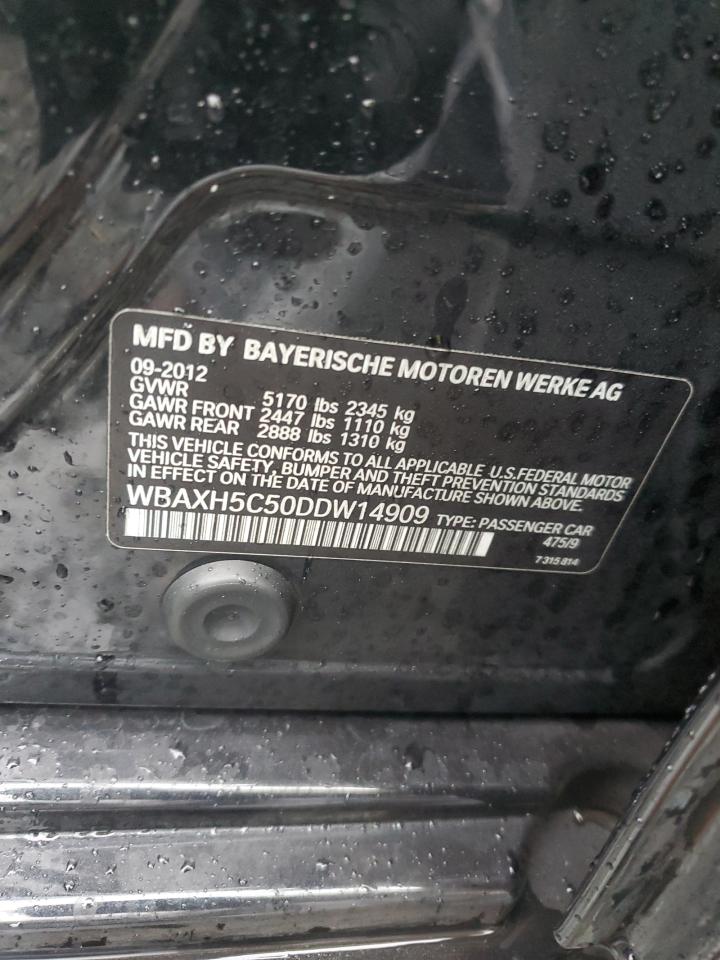 MFD BY BAYERISCHE MOTOREN WERKE AG
09-2012
GVWR 5170 lbs 2345 kg
GAWR FRONT 2447 lbs 1110 kg
GAWR REAR 2888 lbs 1310 kg
THIS VEHICLE CONFORMS TO ALL APPLICABLE U.S.FEDERAL MOTOR
VEHICLE SAFETY, BUMPER AND THEFT PREVENTION STANDARDS
IN EFFECT ON THE DATE OF MANUFACTURE SHOWN ABOVE.
WBAXH5C50DDW14909 TYPE: PASSENGER CAR
475/9
7 315 814